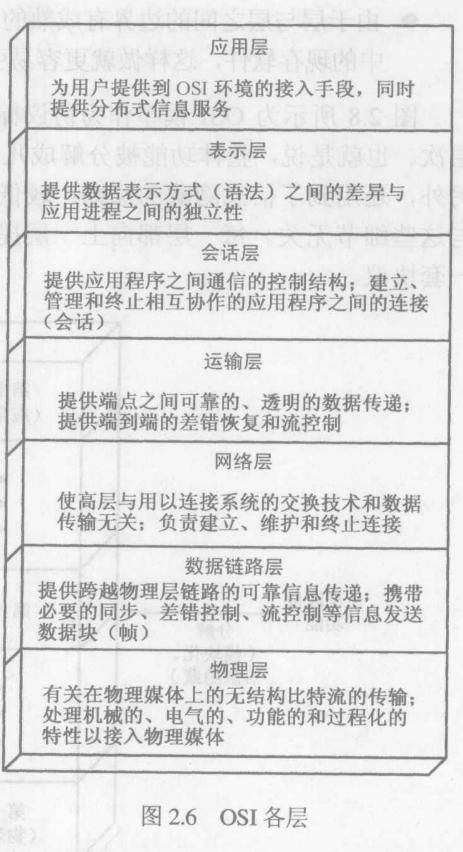 应用层
为用户提供到 OSI 环境的接入手段，同时
提供分布式信息服务
表示层
提供数据表示方式（语法）之间的差异与
应用进程之间的独立性
会话层
提供应用程序之间通信的控制结构；建立、
管理和终止相互协作的应用程序之间的连接
（会话）
运输层
提供端点之间可靠的、透明的数据传递；
提供端到端的差错恢复和流控制
网络层
使高层与用以连接系统的交换技术和数据
传输无关；负责建立、维护和终止连接
数据链路层
提供跨越物理层链路的可靠信息传递；携带
必要的同步、差错控制、流控制等信息发送
数据块（帧）
物理层
有关在物理媒体上的无结构比特流的传输；
处理机械的、电气的、功能的和过程化的
特性以接入物理媒体
图 2.6 OSI 各层